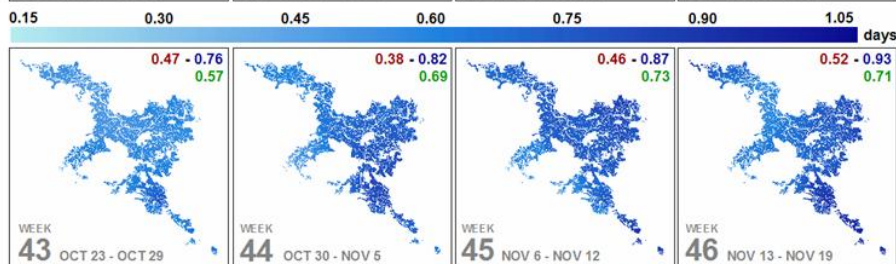 0.15 0.30 0.45 0.60 0.75 0.90 1.05
days
0.47 - 0.76
0.57
WEEK
43 OCT 23 - OCT 29
0.38 - 0.82
0.69
WEEK
44 OCT 30 - NOV 5
0.46 - 0.87
0.73
WEEK
45 NOV 6 - NOV 12
0.52 - 0.93
0.71
WEEK
46 NOV 13 - NOV 19